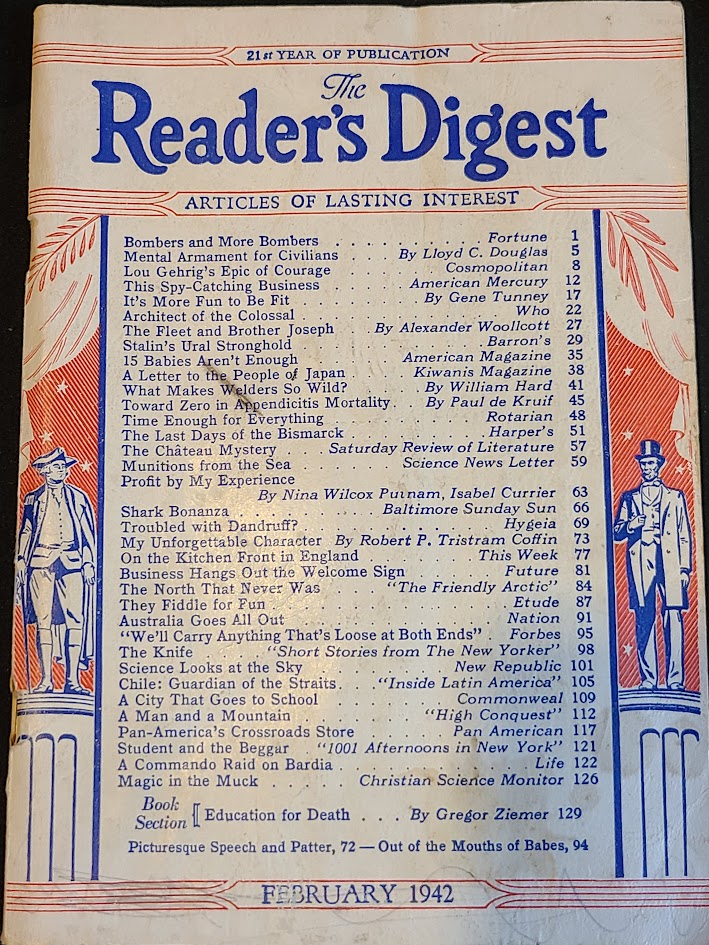 21st YEAR OF PUBLICATION
The
Reader's Digest
ARTICLES OF LASTING INTEREST
Bombers and More Bombers . . . . . . . . . . Fortune 1
Mental Armament for Civilians . . By Lloyd C. Douglas 5
Lou Gehrig's Epic of Courage . . . . . . Cosmopolitan 8
This Spy-Catching Business . . . . . American Mercury 12
It's More Fun to Be Fit . . . . . . . By Gene Tunney 17
Architect of the Colossal . . . . . . . . . . . . Who 22
The Fleet and Brother Joseph . By Alexander Woollcott 27
Stalin's Ural Stronghold . . . . . . . . . . Barron's 29
15 Babies Aren't Enough . . . . . . American Magazine 35
A Letter to the People of Japan . . . Kiwanis Magazine 38
What Makes Welders So Wild? . . . . By William Hard 41
Toward Zero in Appendicitis Mortality . By Paul de Kruif 45
Time Enough for Everything . . . . . . . . . Rotarian 48
The Last Days of the Bismarck . . . . . . . Harper's 51
The Château Mystery . . Saturday Review of Literature 57
Munitions from the Sea . . . . . Science News Letter 59
Profit by My Experience
By Nina Wilcox Putnam, Isabel Currier 63
Shark Bonanza . . . . . . . . . Baltimore Sunday Sun 66
Troubled with Dandruff? . . . . . . . . . . . Hygeia 69
My Unforgettable Character By Robert P. Tristram Coffin 73
On the Kitchen Front in England . . . . . . This Week 77
Business Hangs Out the Welcome Sign . . . . . Future 81
The North That Never Was . . . "The Friendly Arctic" 84
They Fiddle for Fun . . . . . . . . . . . . . . Etude 87
Australia Goes All Out . . . . . . . . . . . . Nation 91
"We'll Carry Anything That's Loose at Both Ends" . Forbes 95
The Knife . . . "Short Stories from The New Yorker" 98
Science Looks at the Sky . . . . . . . . New Republic 101
Chile: Guardian of the Straits . . . "Inside Latin America" 105
A City That Goes to School . . . . . . . Commonweal 109
A Man and a Mountain . . . . . . . . "High Conquest" 112
Pan-America's Crossroads Store . . . . . Pan American 117
Student and the Beggar . "1001 Afternoons in New York" 121
A Commando Raid on Bardia . . . . . . . . . . . Life 122
Magic in the Muck . . . . . Christian Science Monitor 126
Book
Section [ Education for Death . . . By Gregor Ziemer 129
Picturesque Speech and Patter, 72 — Out of the Mouths of Babes, 94
FEBRUARY 1942